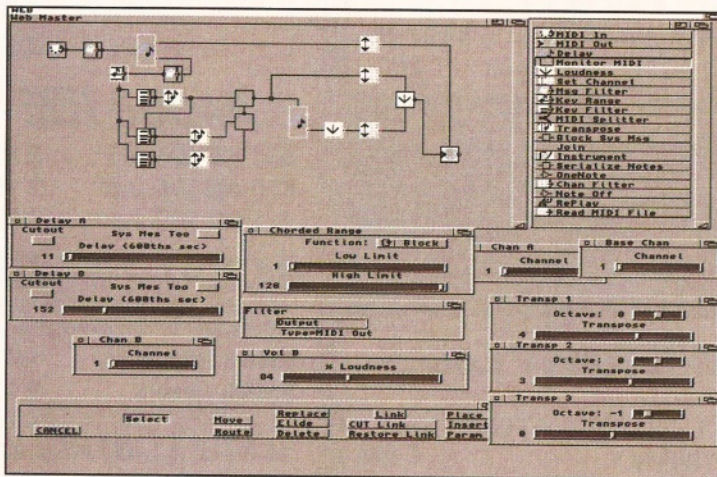 WEB
Web Master
MIDI In
MIDI Out
Delay
Monitor MIDI
Loudness
Set Channel
Msg Filter
Key Range
Key Filter
MIDI Splitter
Transpose
Block Sys Msg
Join
Instrument
Serialize Notes
OneNote
Chan Filter
Note Off
RePlay
Read MIDI File
Delay A
Cutout
Sys Mes Too
Delay (600ths sec)
11
Delay B
Cutout
Sys Mes Too
Delay (600ths sec)
152
Chan B
Channel
1
Chorded Range
Function: Block
Low Limit
1
High Limit
128
Filter
Output
Type=MIDI Out
Vol B
% Loudness
84
Chan A
Channel
1
Base Chan
Channel
1
Transp 1
Octave: 0
Transpose
4
Transp 2
Octave: 0
Transpose
3
Transp 3
Octave: -1
Transpose
0
CANCEL
Select
Move
Route
Replace
Elide
Delete
Link
CUT Link
Restore Link
Place
Insert
Param